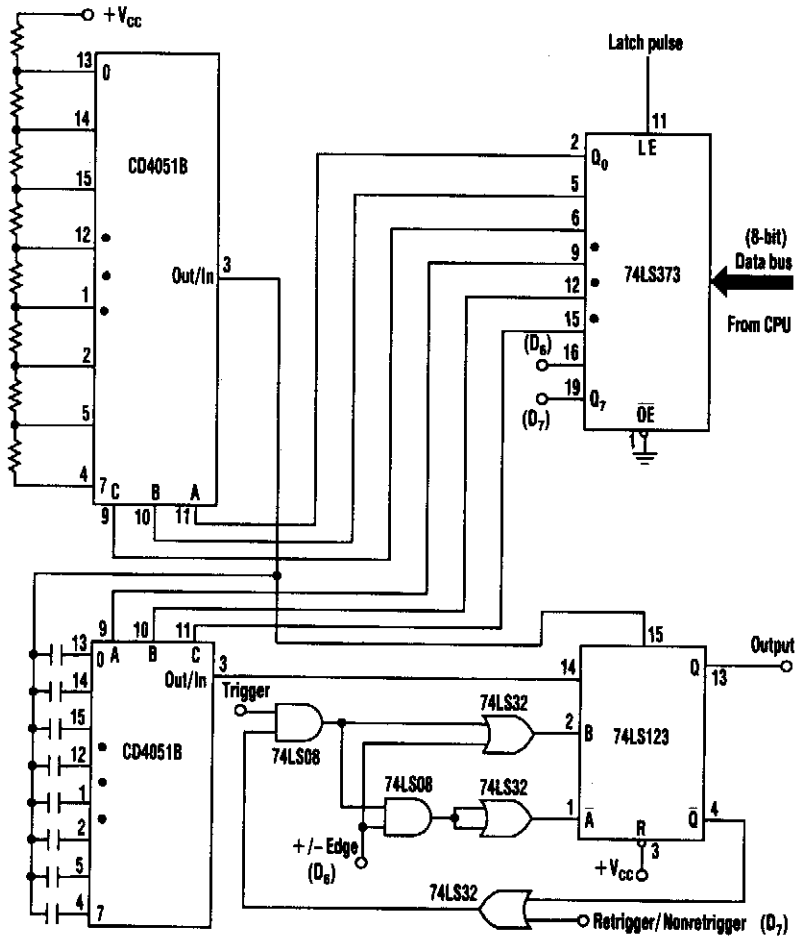 +VCC
13
0
14
15
CD4051B
12
1
Out/In
3
2
5
4
7
C
B
A
9
10
11
Latch pulse
11
LE
2
Q0
5
6
9
12
15
74LS373
(8-bit)
Data bus
From CPU
(D6)
16
19
Q7
(D7)
OE
1
9
10
11
13
0
A
B
C
Out/In
3
14
15
CD4051B
12
1
2
5
4
7
Trigger
74LS08
74LS08
+/− Edge
(D6)
74LS32
74LS32
74LS32
14
15
Q
13
Output
2
B
74LS123
1
A
R
Q
4
3
+VCC
Retrigger/Nonretrigger (D7)